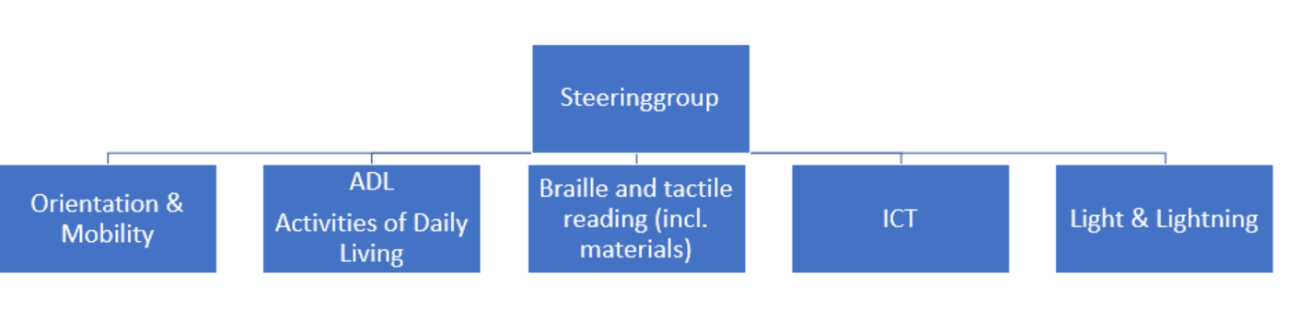 Steeringgroup
Orientation &
Mobility
ADL
Activities of Daily
Living
Braille and tactile
reading (incl.
materials)
ICT
Light & Lightning